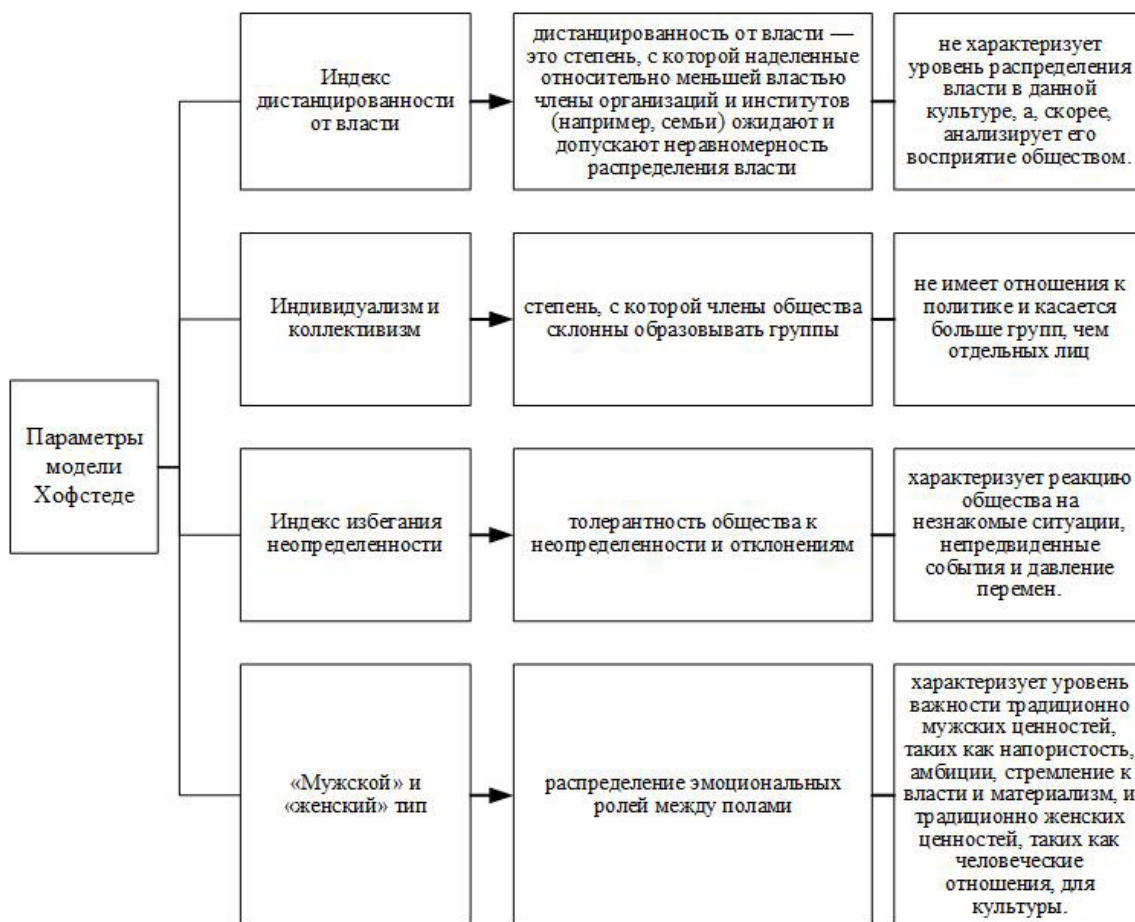 Параметры
модели
Хофстеде
Индекс
дистанцированности
от власти
дистанцированность от власти —
это степень, с которой наделенные
относительно меньшей властью
члены организаций и институтов
(например, семьи) ожидают и
допускают неравномерность
распределения власти
не характеризует
уровень распределения
власти в данной
культуре, а, скорее,
анализирует его
восприятие обществом.
Индивидуализм и
коллективизм
степень, с которой члены общества
склонны образовывать группы
не имеет отношения к
политике и касается
больше групп, чем
отдельных лиц
Индекс избегания
неопределенности
толерантность общества к
неопределенности и отклонениям
характеризует реакцию
общества на
незнакомые ситуации,
непредвиденные
события и давление
перемен.
«Мужской» и
«женский» тип
распределение эмоциональных
ролей между полами
характеризует уровень
важности традиционно
мужских ценностей,
таких как напористость,
амбиции, стремление к
власти и материализм, и
традиционно женских
ценностей, таких как
человеческие
отношения, для
культуры.